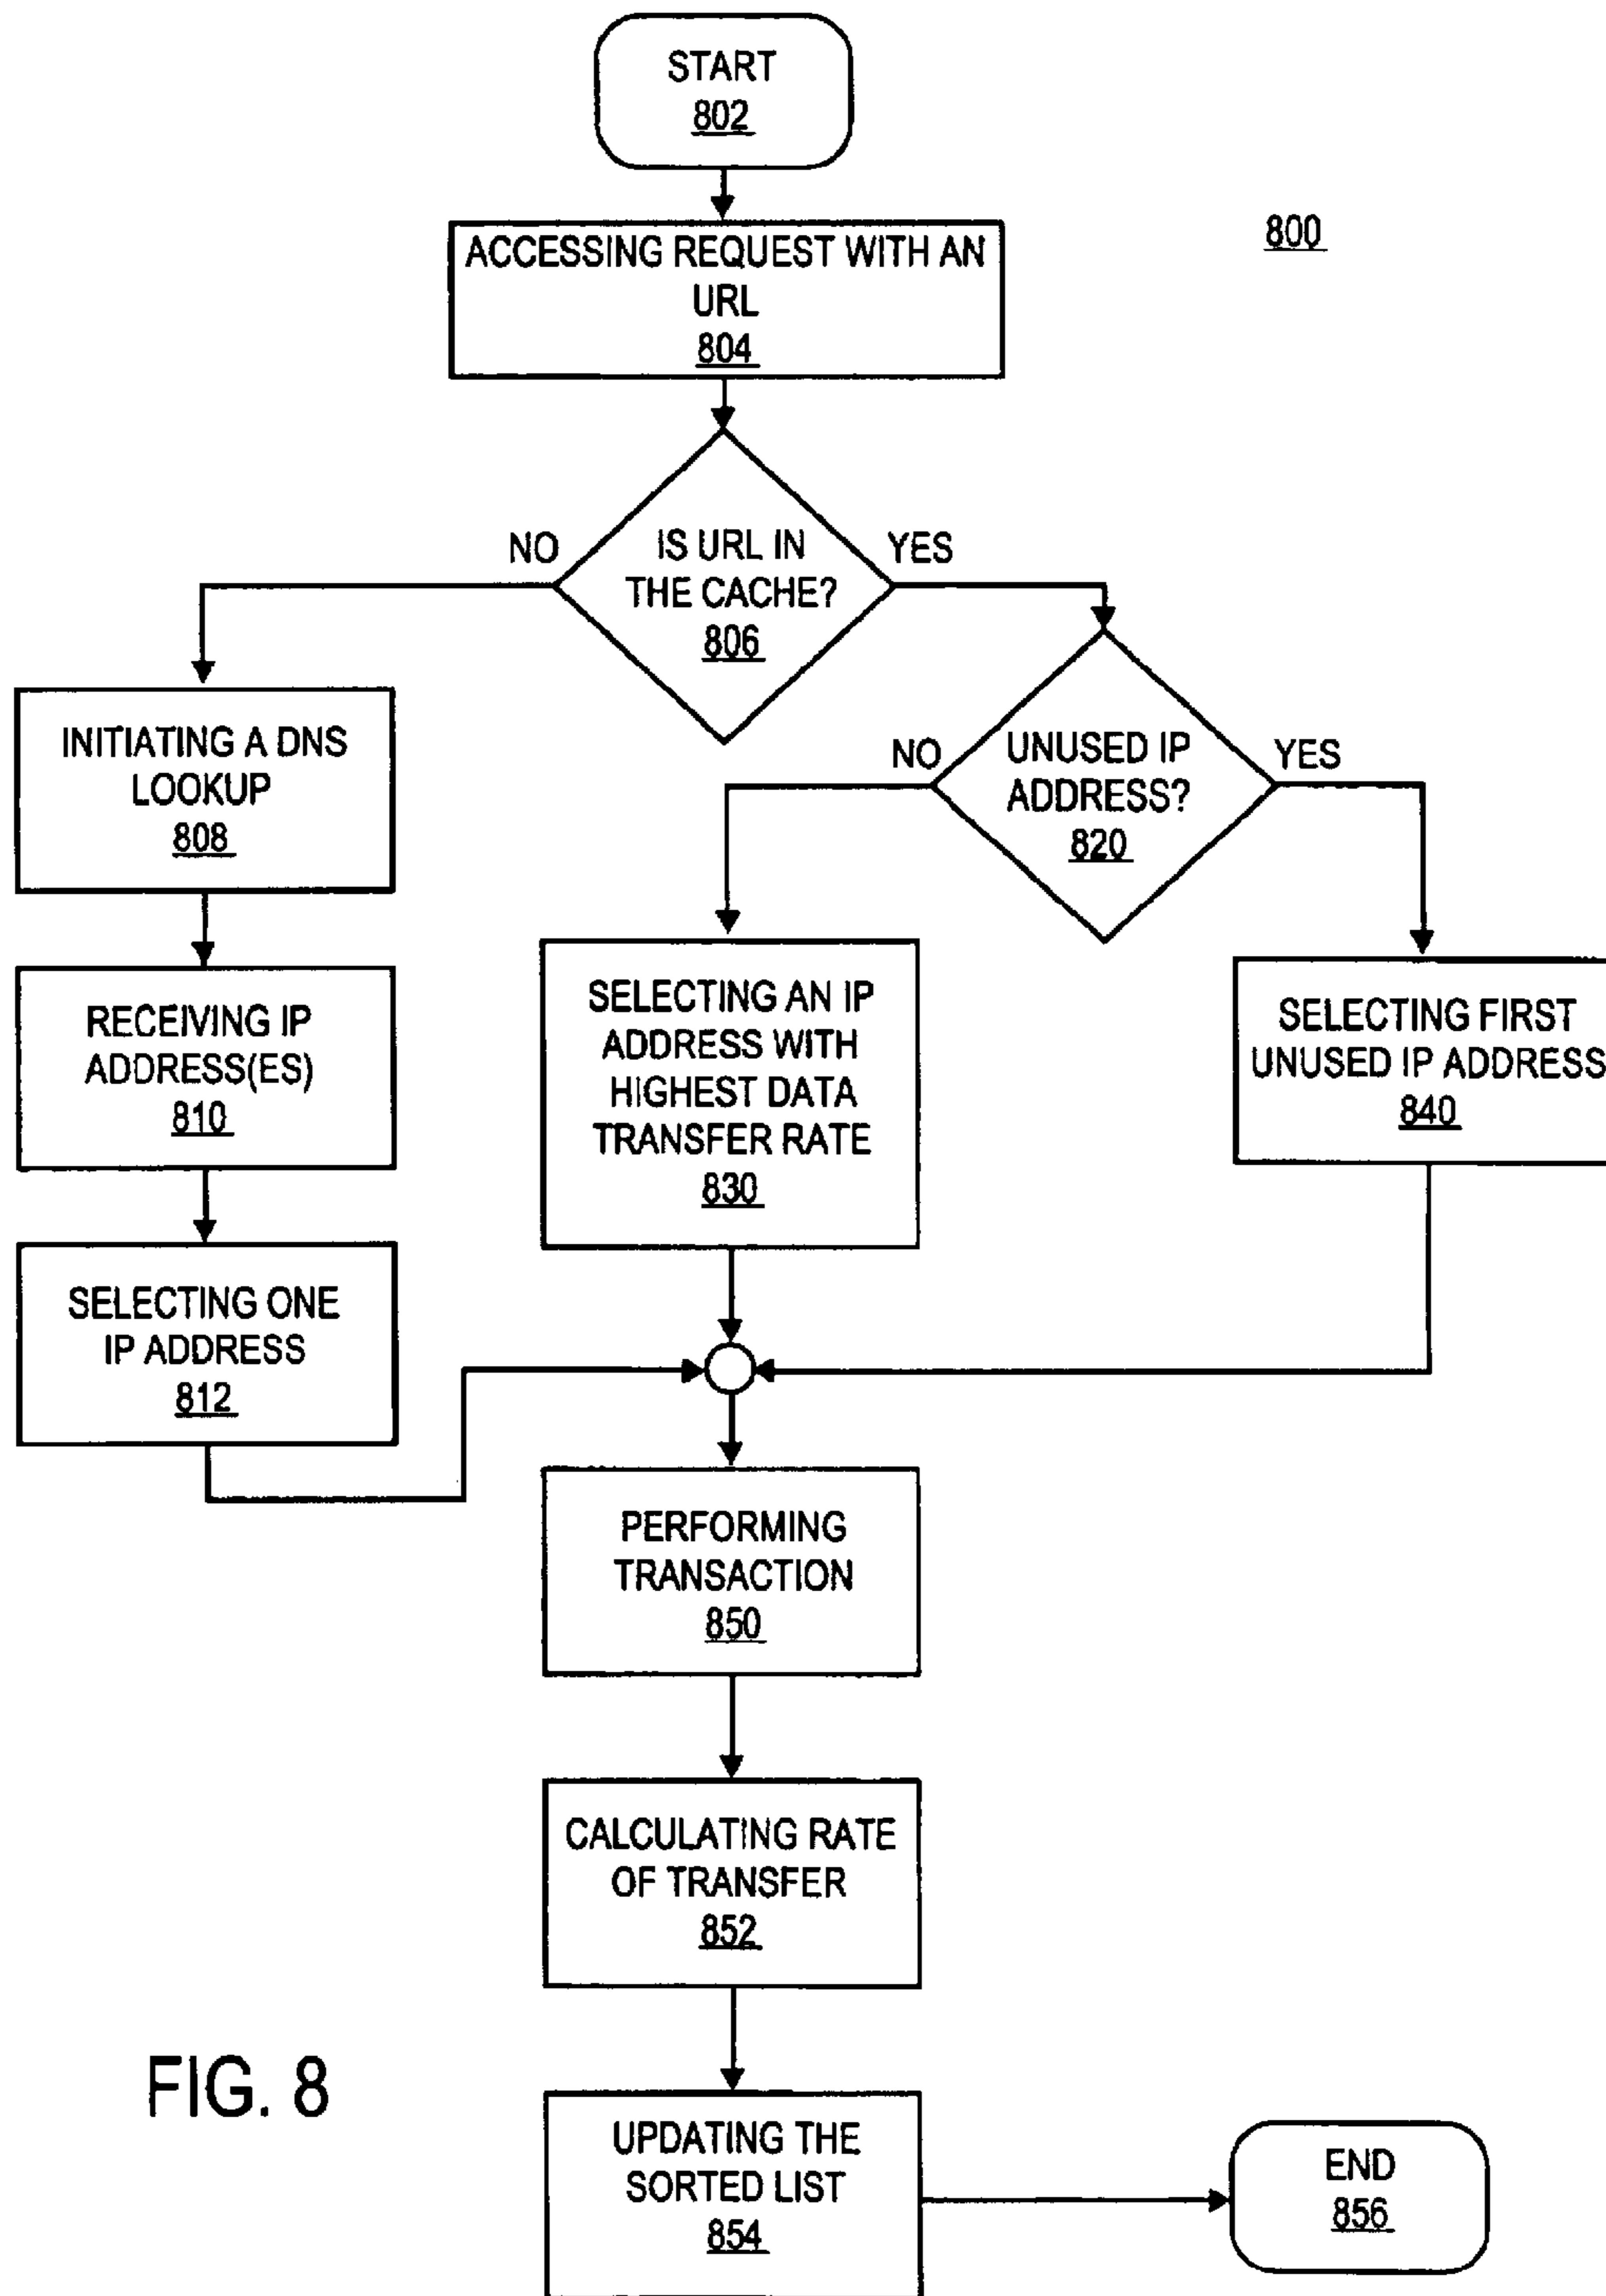 START
802
800
ACCESSING REQUEST WITH AN
URL
804
NO
IS URL IN
THE CACHE?
806
YES
INITIATING A DNS
LOOKUP
808
NO
UNUSED IP
ADDRESS?
820
YES
RECEIVING IP
ADDRESS(ES)
810
SELECTING AN IP
ADDRESS WITH
HIGHEST DATA
TRANSFER RATE
830
SELECTING FIRST
UNUSED IP ADDRESS
840
SELECTING ONE
IP ADDRESS
812
PERFORMING
TRANSACTION
850
CALCULATING RATE
OF TRANSFER
852
FIG. 8
UPDATING THE
SORTED LIST
854
END
856